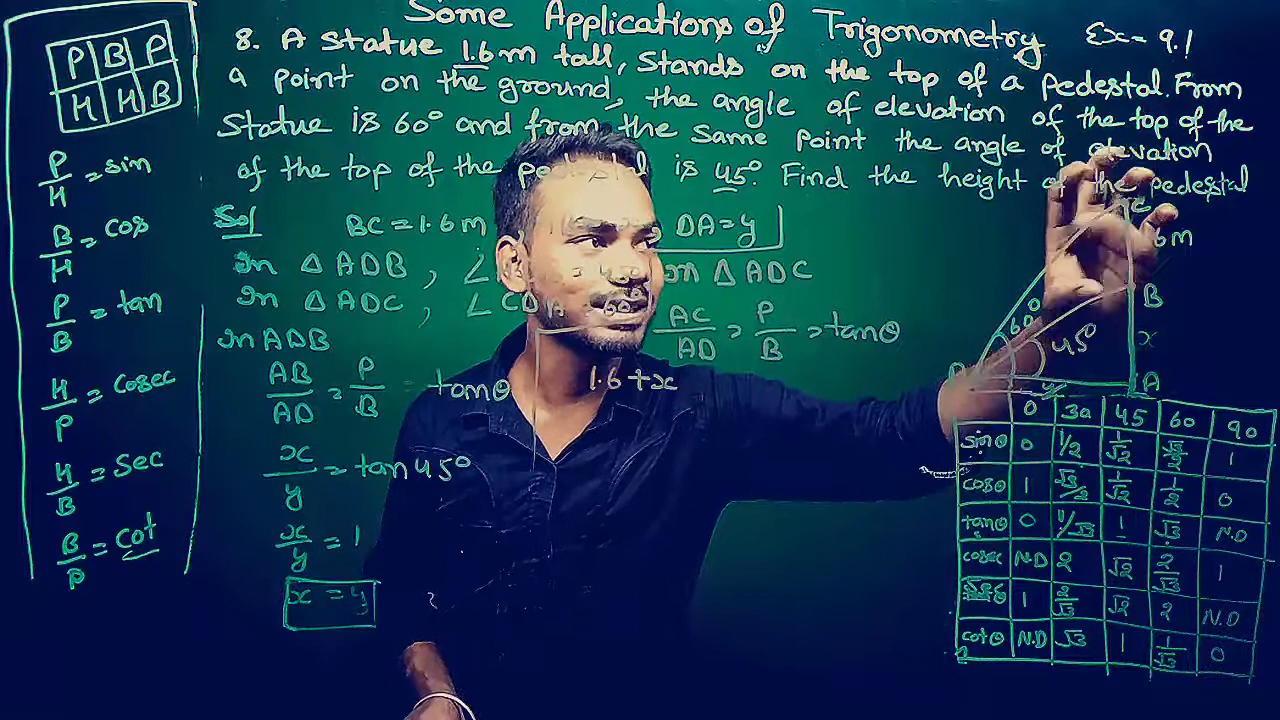 Some Applications of Trigonometry Ex= 9.1
8. A Statue 1.6m tall, Stands on the top of a pedestal. From
a point on the ground, the angle of elevation of the top of the
Statue is 60° and from the same point the angle of elevation
of the top of the is 45°. Find the height of the pedestal
P B P
H H B
P/H = sin
B/H = cos
P/B = tan
H/P = cosec
H/B = Sec
B/P = cot
Sol BC = 1.6m DA = y
In △ ADB, ∠ In △ ADC
In △ ADC, ∠CDA 60°
In ADB
AB/AD = P/B = tanθ
x/y = tan 45°
x/y = 1
x = y
AC/AD = P/B = tanθ
1.6 + x
C
m
B
x
A
60°
45°
y
0 30 45 60 90
sinθ 0 1/2 1/√2 √3/2 1
cosθ 1 √3/2 1/√2 1/2 0
tanθ 0 1/√3 1 √3 N.D
cosec N.D 2 √2 2/√3 1
1 2/√3 √2 2 N.D
cotθ N.D √3 1 1/√3 0